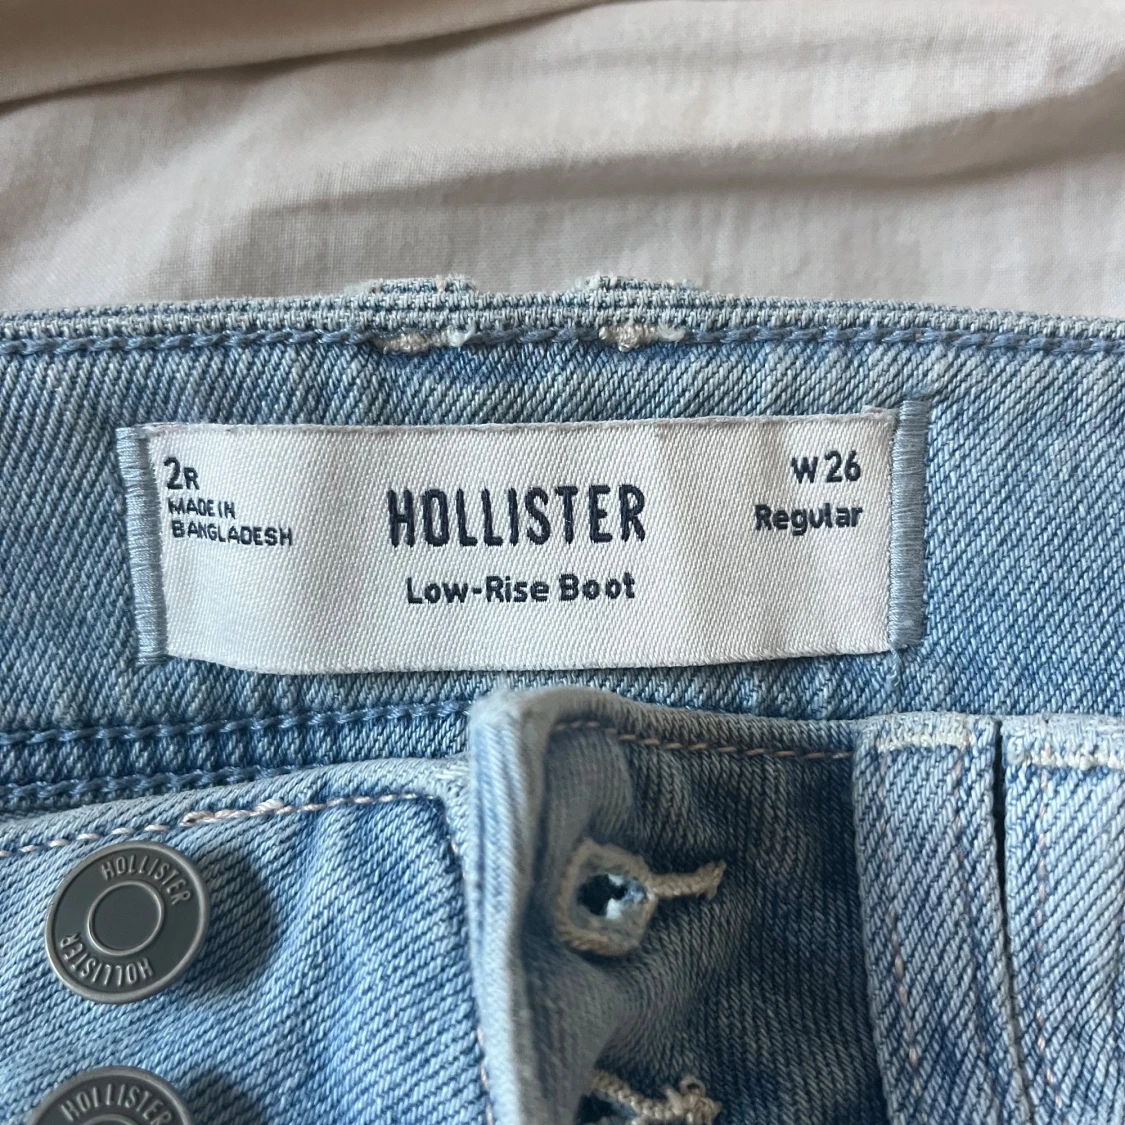 2R
MADE IN
BANGLADESH
HOLLISTER
Low-Rise Boot
W 26
Regular
HOLLISTER
HOLLISTER
HOLLISTER